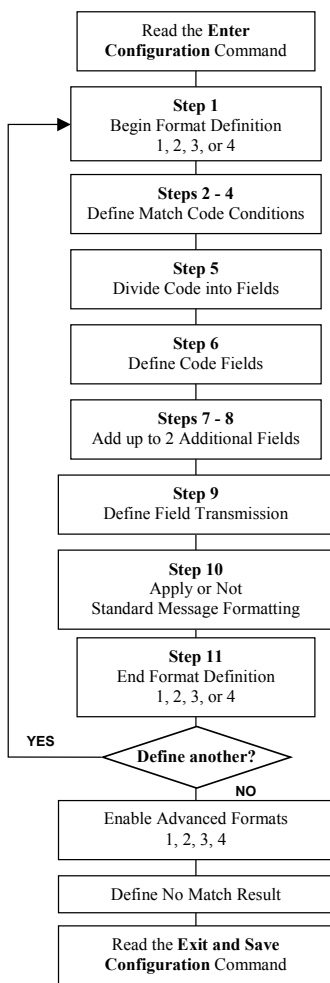 Read the Enter
Configuration Command
Step 1
Begin Format Definition
1, 2, 3, or 4
Steps 2 - 4
Define Match Code Conditions
Step 5
Divide Code into Fields
Step 6
Define Code Fields
Steps 7 - 8
Add up to 2 Additional Fields
Step 9
Define Field Transmission
Step 10
Apply or Not
Standard Message Formatting
Step 11
End Format Definition
1, 2, 3, or 4
YES
Define another?
NO
Enable Advanced Formats
1, 2, 3, 4
Define No Match Result
Read the Exit and Save
Configuration Command